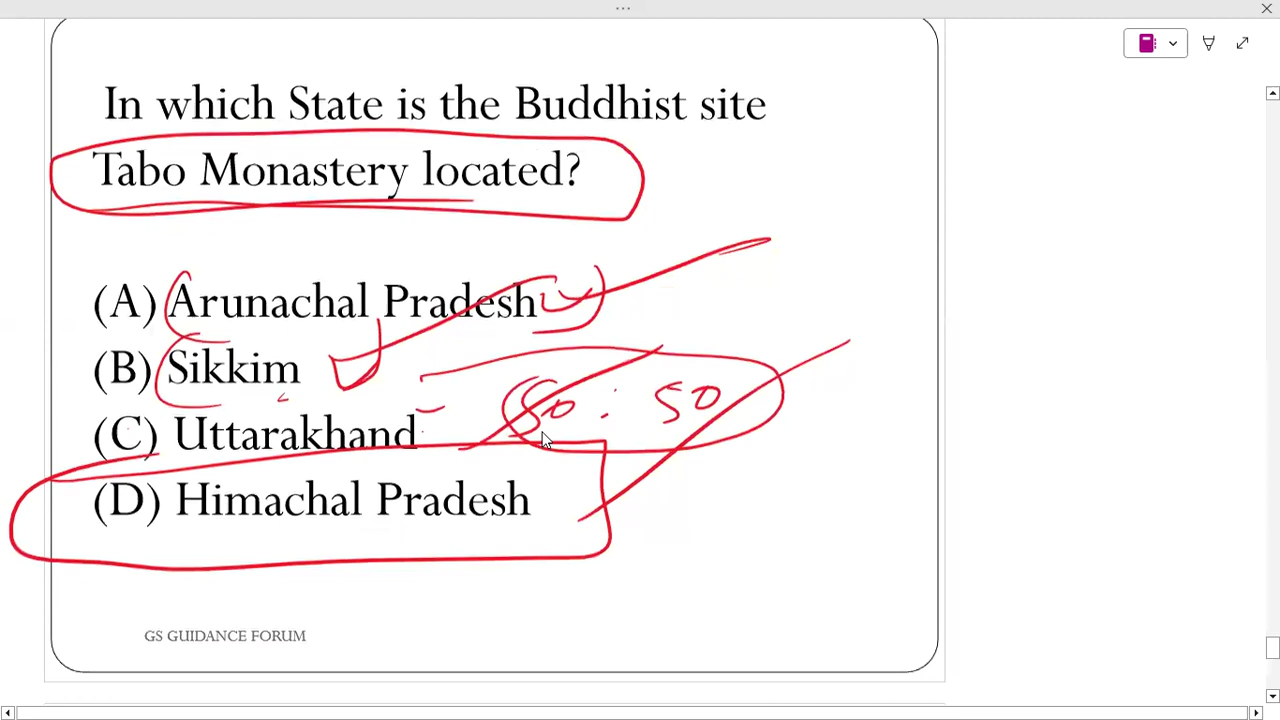 In which State is the Buddhist site
Tabo Monastery located?
(A) Arunachal Pradesh
(B) Sikkim
(C) Uttarakhand
50 : 50
(D) Himachal Pradesh
GS GUIDANCE FORUM